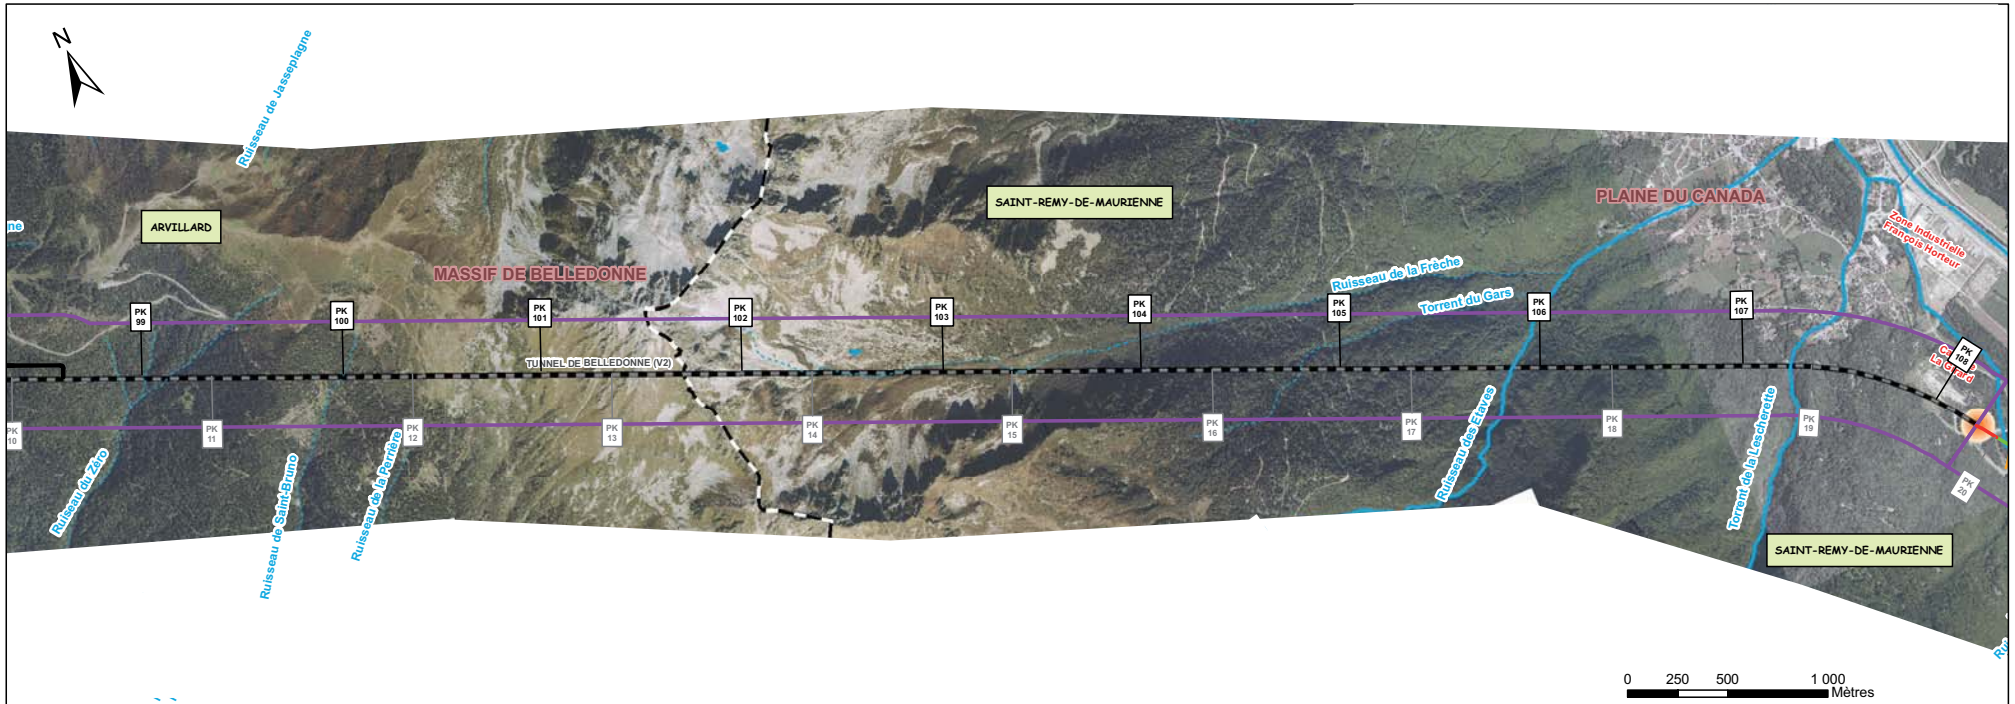 N
Ruisseau de Jasseplagne
SAINT-REMY-DE-MAURIENNE
PLAINE DU CANADA
ARVILLARD
ne
Zone Industrielle
François Horteur
MASSIF DE BELLEDONNE
Ruisseau de la Frèche
Torrent du Gars
PK
99
PK
100
PK
101
PK
102
PK
103
PK
104
PK
105
PK
106
PK
107
PK
108
TUNNEL DE BELLEDONNE (V2)
PK
10
PK
11
PK
12
PK
13
PK
14
PK
15
PK
16
PK
17
PK
18
PK
19
PK
20
Ruiseau du Zéro
Ruisseau de Saint-Bruno
Ruisseau de la Perrière
Ruisseau des Etaves
Torrent de la Lescherette
SAINT-REMY-DE-MAURIENNE
0 250 500 1 000
Mètres